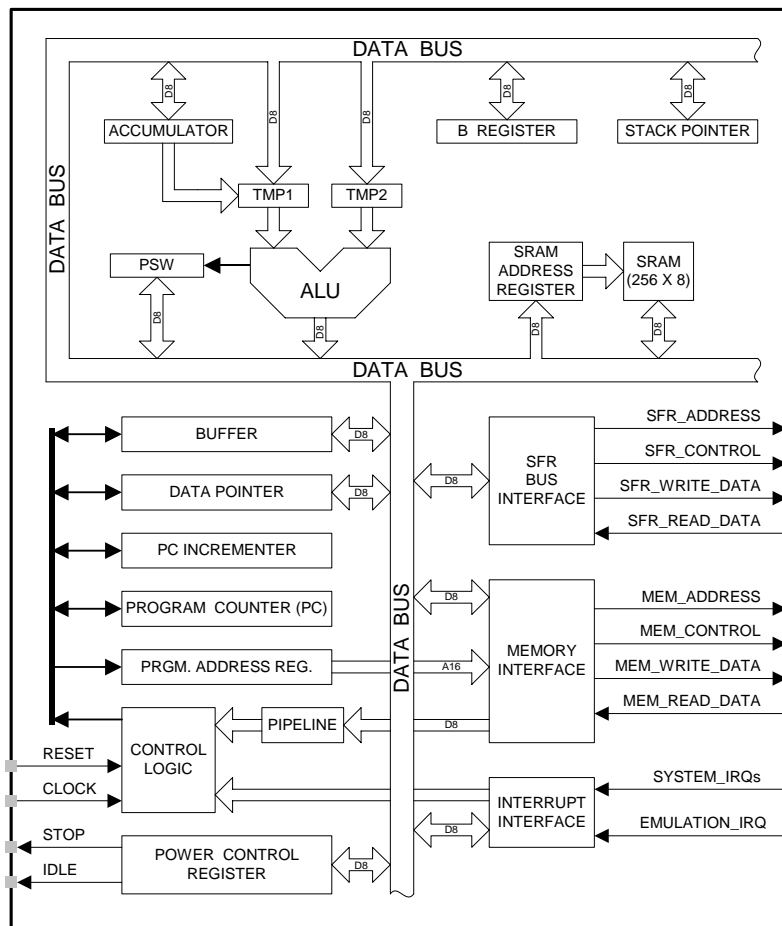 DATA BUS
D8
D8
D8
D8
D8
ACCUMULATOR
B REGISTER
STACK POINTER
TMP1
TMP2
DATA BUS
PSW
ALU
SRAM
ADDRESS
REGISTER
SRAM
(256 X 8)
D8
D8
D8
D8
DATA BUS
BUFFER
D8
DATA POINTER
D8
PC INCREMENTER
PROGRAM COUNTER (PC)
PRGM. ADDRESS REG.
A16
PIPELINE
D8
CONTROL
LOGIC
RESET
CLOCK
STOP
IDLE
POWER CONTROL
REGISTER
D8
DATA BUS
D8
SFR
BUS
INTERFACE
SFR_ADDRESS
SFR_CONTROL
SFR_WRITE_DATA
SFR_READ_DATA
D8
MEMORY
INTERFACE
MEM_ADDRESS
MEM_CONTROL
MEM_WRITE_DATA
MEM_READ_DATA
D8
INTERRUPT
INTERFACE
SYSTEM_IRQs
EMULATION_IRQ